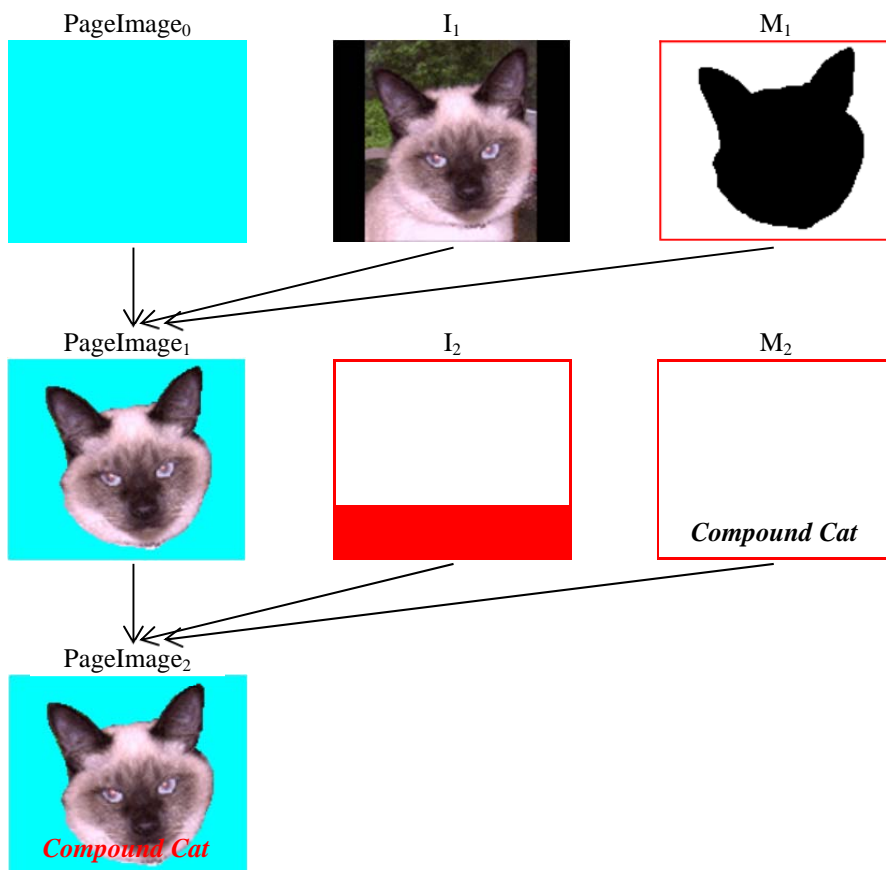 PageImage₀ I₁ M₁
PageImage₁ I₂ M₂
Compound Cat
PageImage₂
Compound Cat